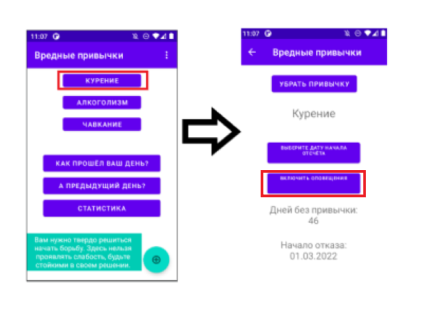 11:07
Вредные привычки
КУРЕНИЕ
АЛКОГОЛИЗМ
ЧАВКАНИЕ
КАК ПРОШЁЛ ВАШ ДЕНЬ?
А ПРЕДЫДУЩИЙ ДЕНЬ?
СТАТИСТИКА
Вам нужно твердо решиться
начать борьбу. Здесь нельзя
проявлять слабость, будьте
стойкими в своем решении.
11:07
Вредные привычки
УБРАТЬ ПРИВЫЧКУ
Курение
ВЫБЕРИТЕ ДАТУ НАЧАЛА
ОТСЧЁТА
ВКЛЮЧИТЬ ОПОВЕЩЕНИЯ
Дней без привычки:
46
Начало отказа:
01.03.2022